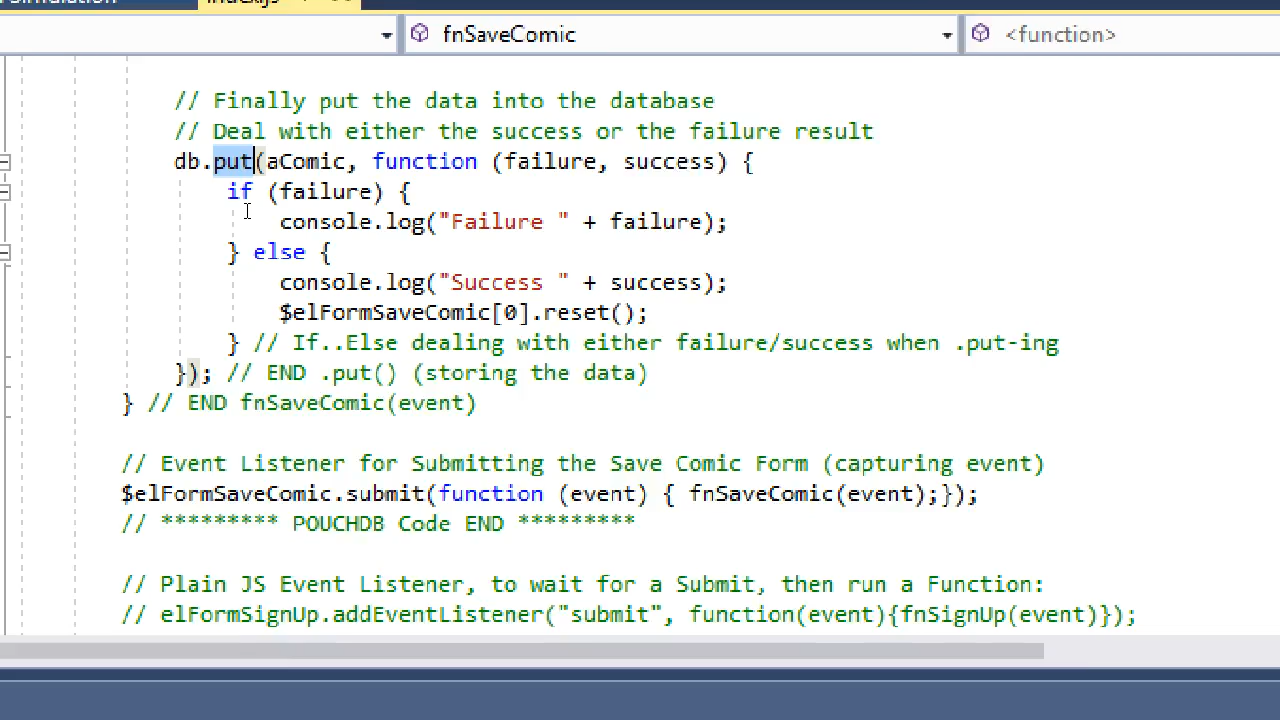 fnSaveComic
<function>
// Finally put the data into the database
// Deal with either the success or the failure result
db.put(aComic, function (failure, success) {
if (failure) {
console.log("Failure " + failure);
} else {
console.log("Success " + success);
$elFormSaveComic[0].reset();
} // If..Else dealing with either failure/success when .put-ing
}); // END .put() (storing the data)
} // END fnSaveComic(event)
// Event Listener for Submitting the Save Comic Form (capturing event)
$elFormSaveComic.submit(function (event) { fnSaveComic(event);});
// ********* POUCHDB Code END *********
// Plain JS Event Listener, to wait for a Submit, then run a Function:
// elFormSignUp.addEventListener("submit", function(event){fnSignUp(event)});